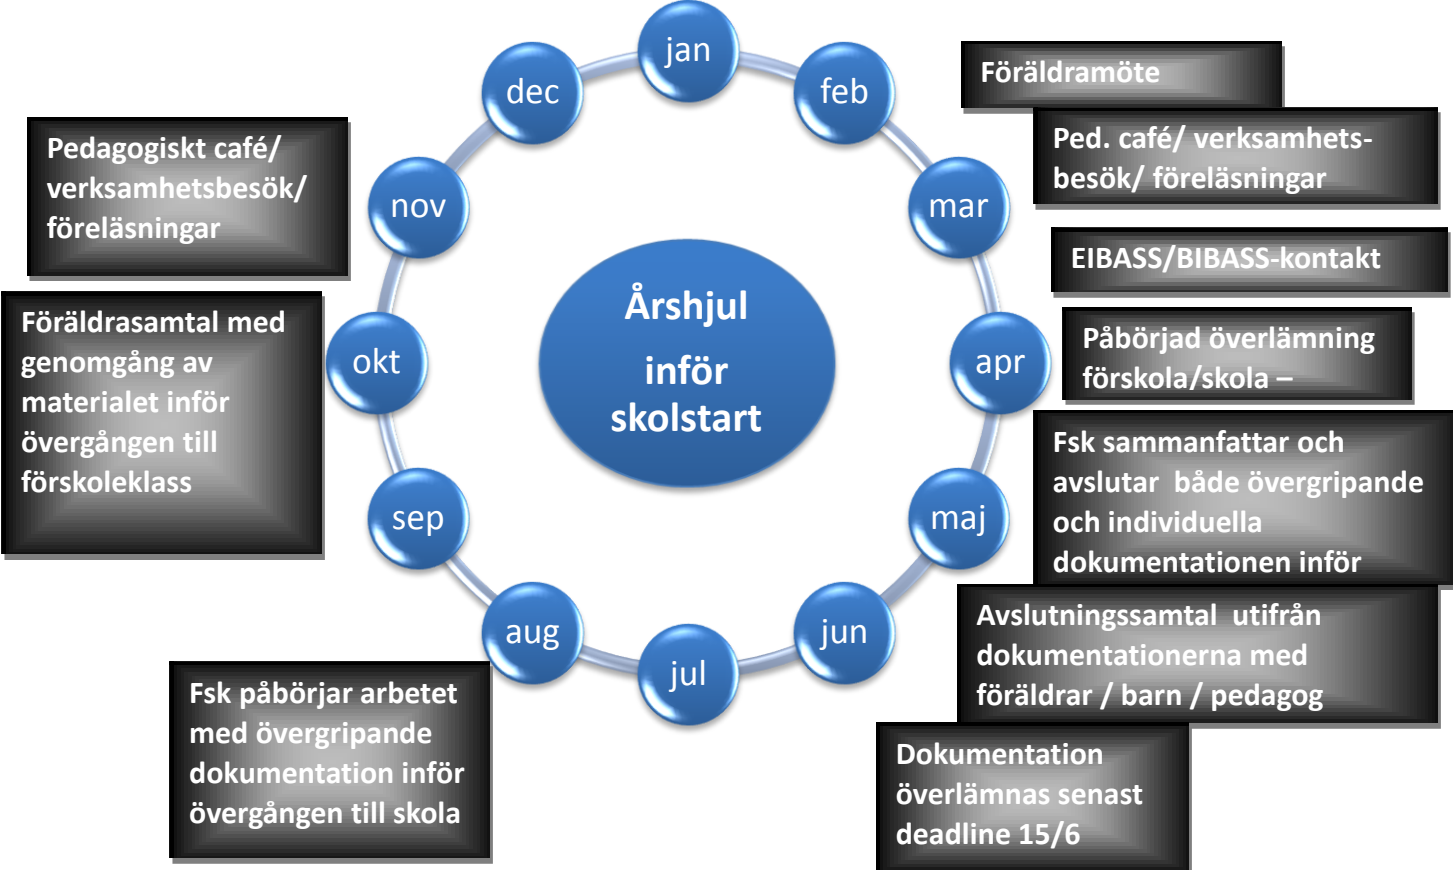 jan
feb
mar
apr
maj
jun
jul
aug
sep
okt
nov
dec
Årshjul
inför
skolstart
Föräldramöte
Ped. café/ verksamhets-
besök/ föreläsningar
EIBASS/BIBASS-kontakt
Påbörjad överlämning
förskola/skola –
Fsk sammanfattar och
avslutar  både övergripande
och individuella
dokumentationen inför
Avslutningssamtal  utifrån
dokumentationerna med
föräldrar / barn / pedagog
Dokumentation
överlämnas senast
deadline 15/6
Fsk påbörjar arbetet
med övergripande
dokumentation inför
övergången till skola
Föräldrasamtal med
genomgång av
materialet inför
övergången till
förskoleklass
Pedagogiskt café/
verksamhetsbesök/
föreläsningar